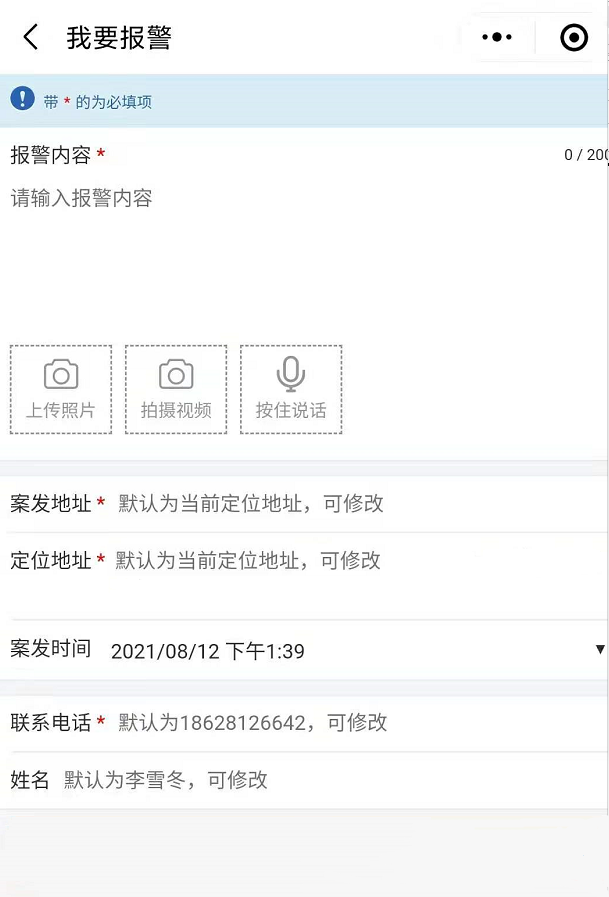 我要报警
带 * 的为必填项
报警内容 * 0 / 200
请输入报警内容
上传照片 拍摄视频 按住说话
案发地址 * 默认为当前定位地址，可修改
定位地址 * 默认为当前定位地址，可修改
案发时间 2021/08/12 下午1:39
联系电话 * 默认为18628126642，可修改
姓名 默认为李雪冬，可修改